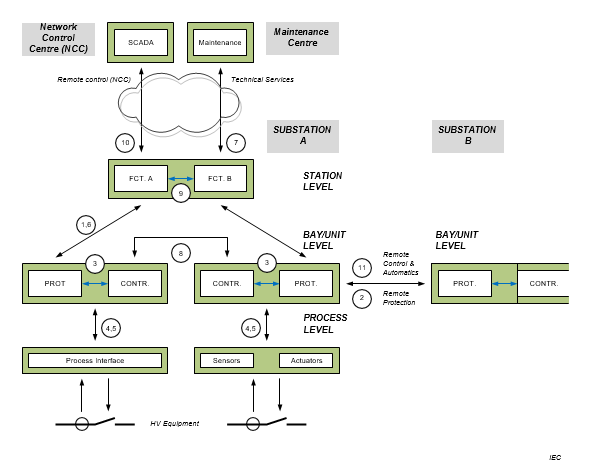 Network
Control
Centre (NCC)
SCADA
Maintenance
Maintenance
Centre
Remote control (NCC)
Technical Services
10
7
SUBSTATION
A
SUBSTATION
B
FCT. A
FCT. B
9
STATION
LEVEL
1,6
8
BAY/UNIT
LEVEL
BAY/UNIT
LEVEL
3
3
11
Remote
Control &
Automatics
PROT
CONTR.
CONTR.
PROT.
PROT.
CONTR.
2
Remote
Protection
4,5
4,5
PROCESS
LEVEL
Process Interface
Sensors
Actuators
HV Equipment
IEC